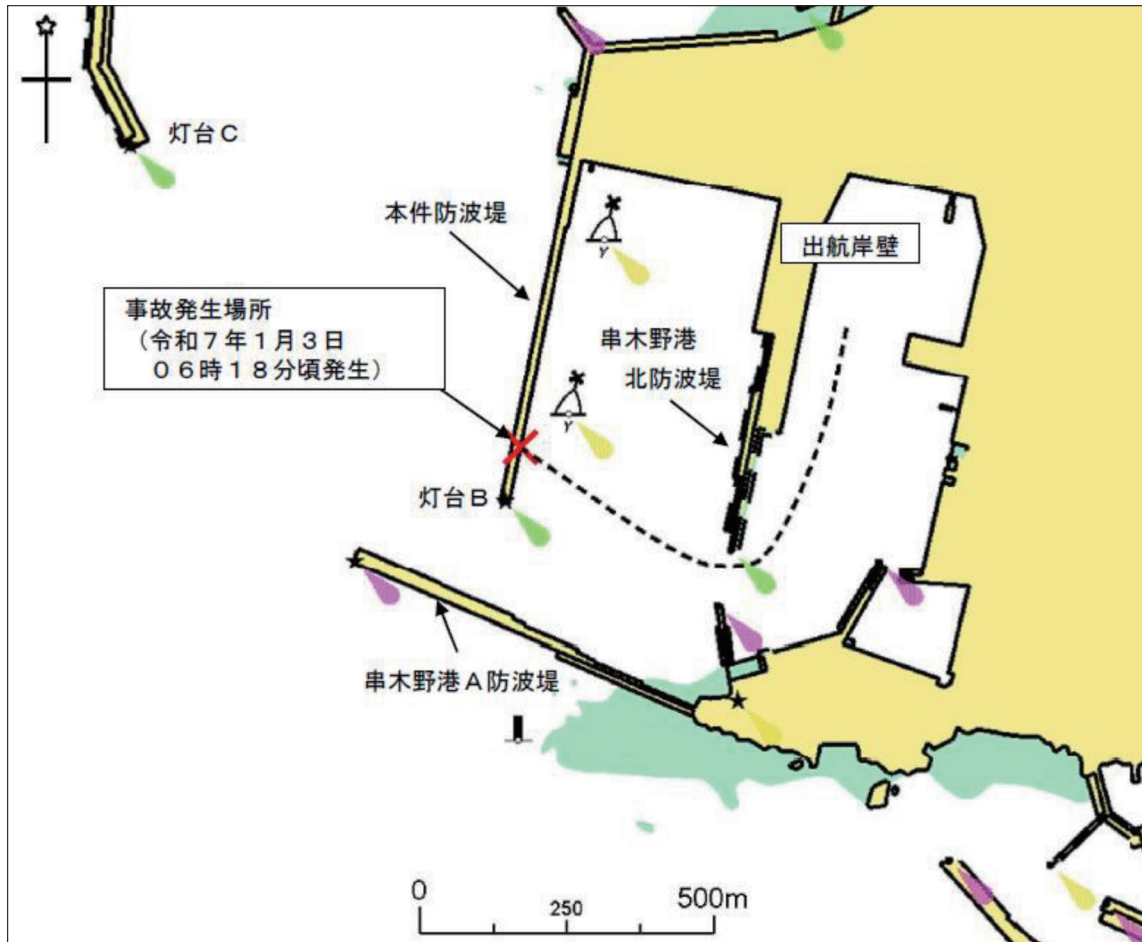 灯台C
本件防波堤
出航岸壁
事故発生場所
（令和７年１月３日
０６時１８分頃発生）
串木野港
北防波堤
Y
Y
灯台B
串木野港A防波堤
0
250
500m